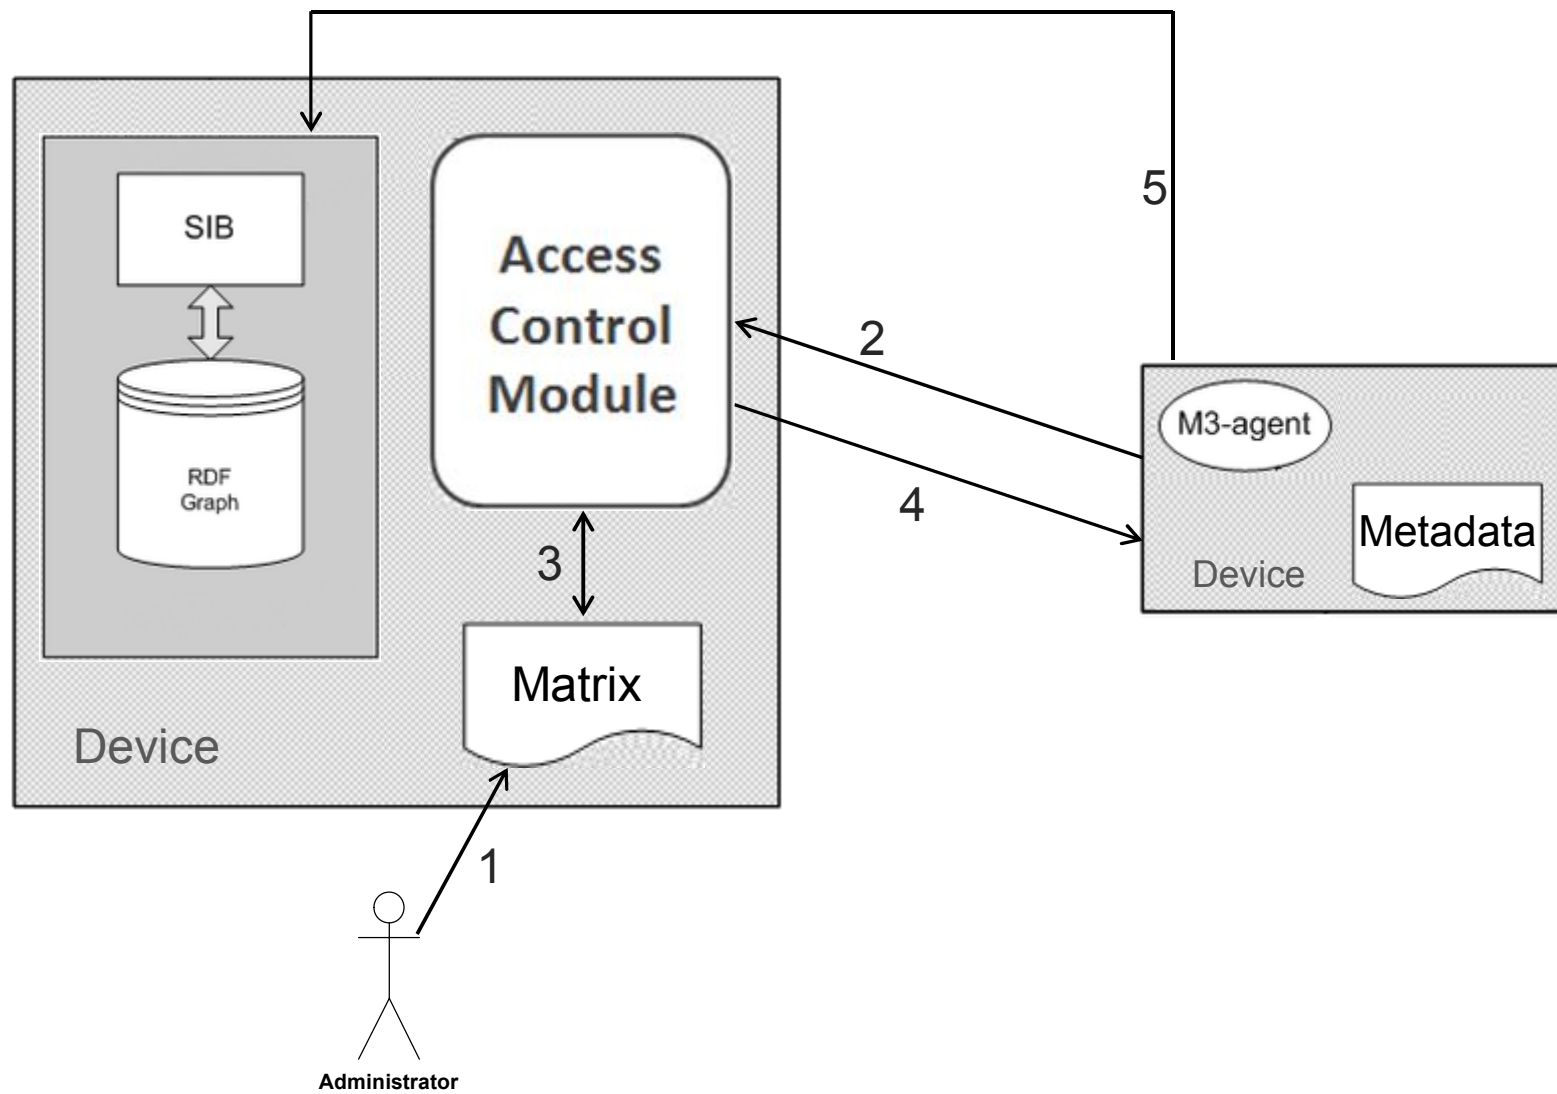 5
SIB
Access
Control
Module
2
M3-agent
RDF
Graph
4
Metadata
3
Device
Matrix
Device
1
Administrator